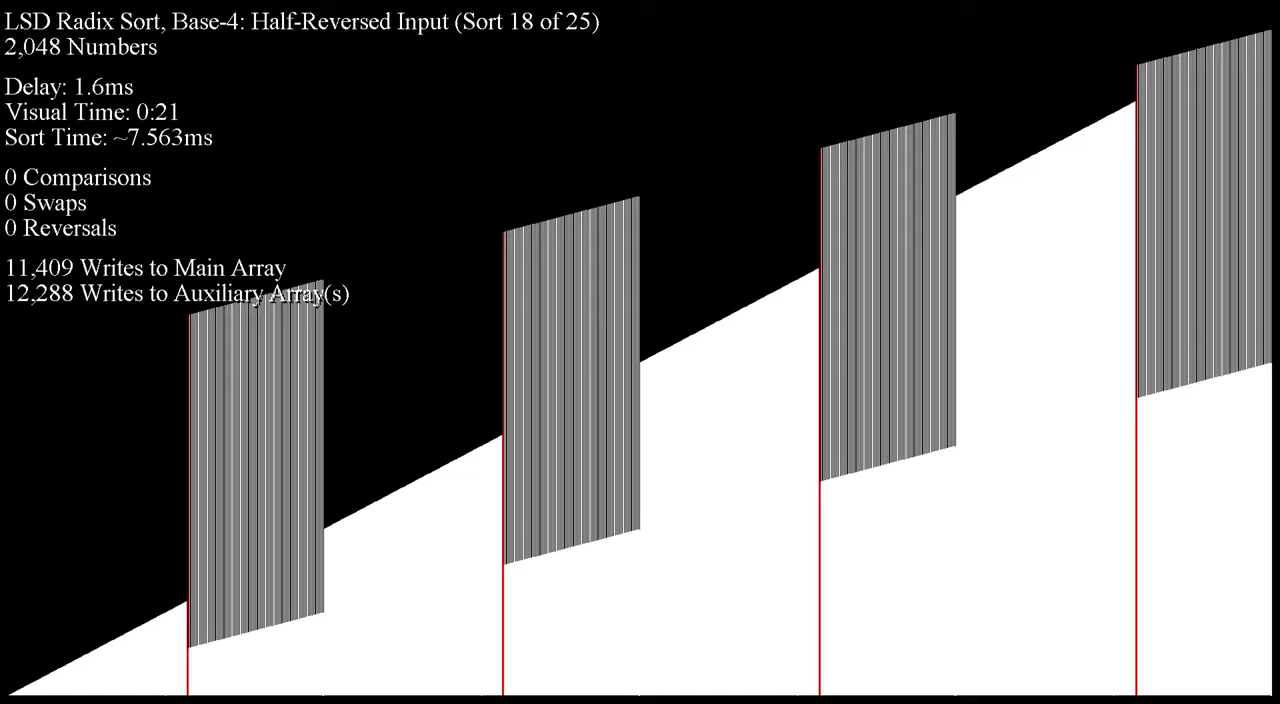 LSD Radix Sort, Base-4: Half-Reversed Input (Sort 18 of 25)
2,048 Numbers
Delay: 1.6ms
Visual Time: 0:21
Sort Time: ~7.563ms
0 Comparisons
0 Swaps
0 Reversals
11,409 Writes to Main Array
12,288 Writes to Auxiliary Array(s)